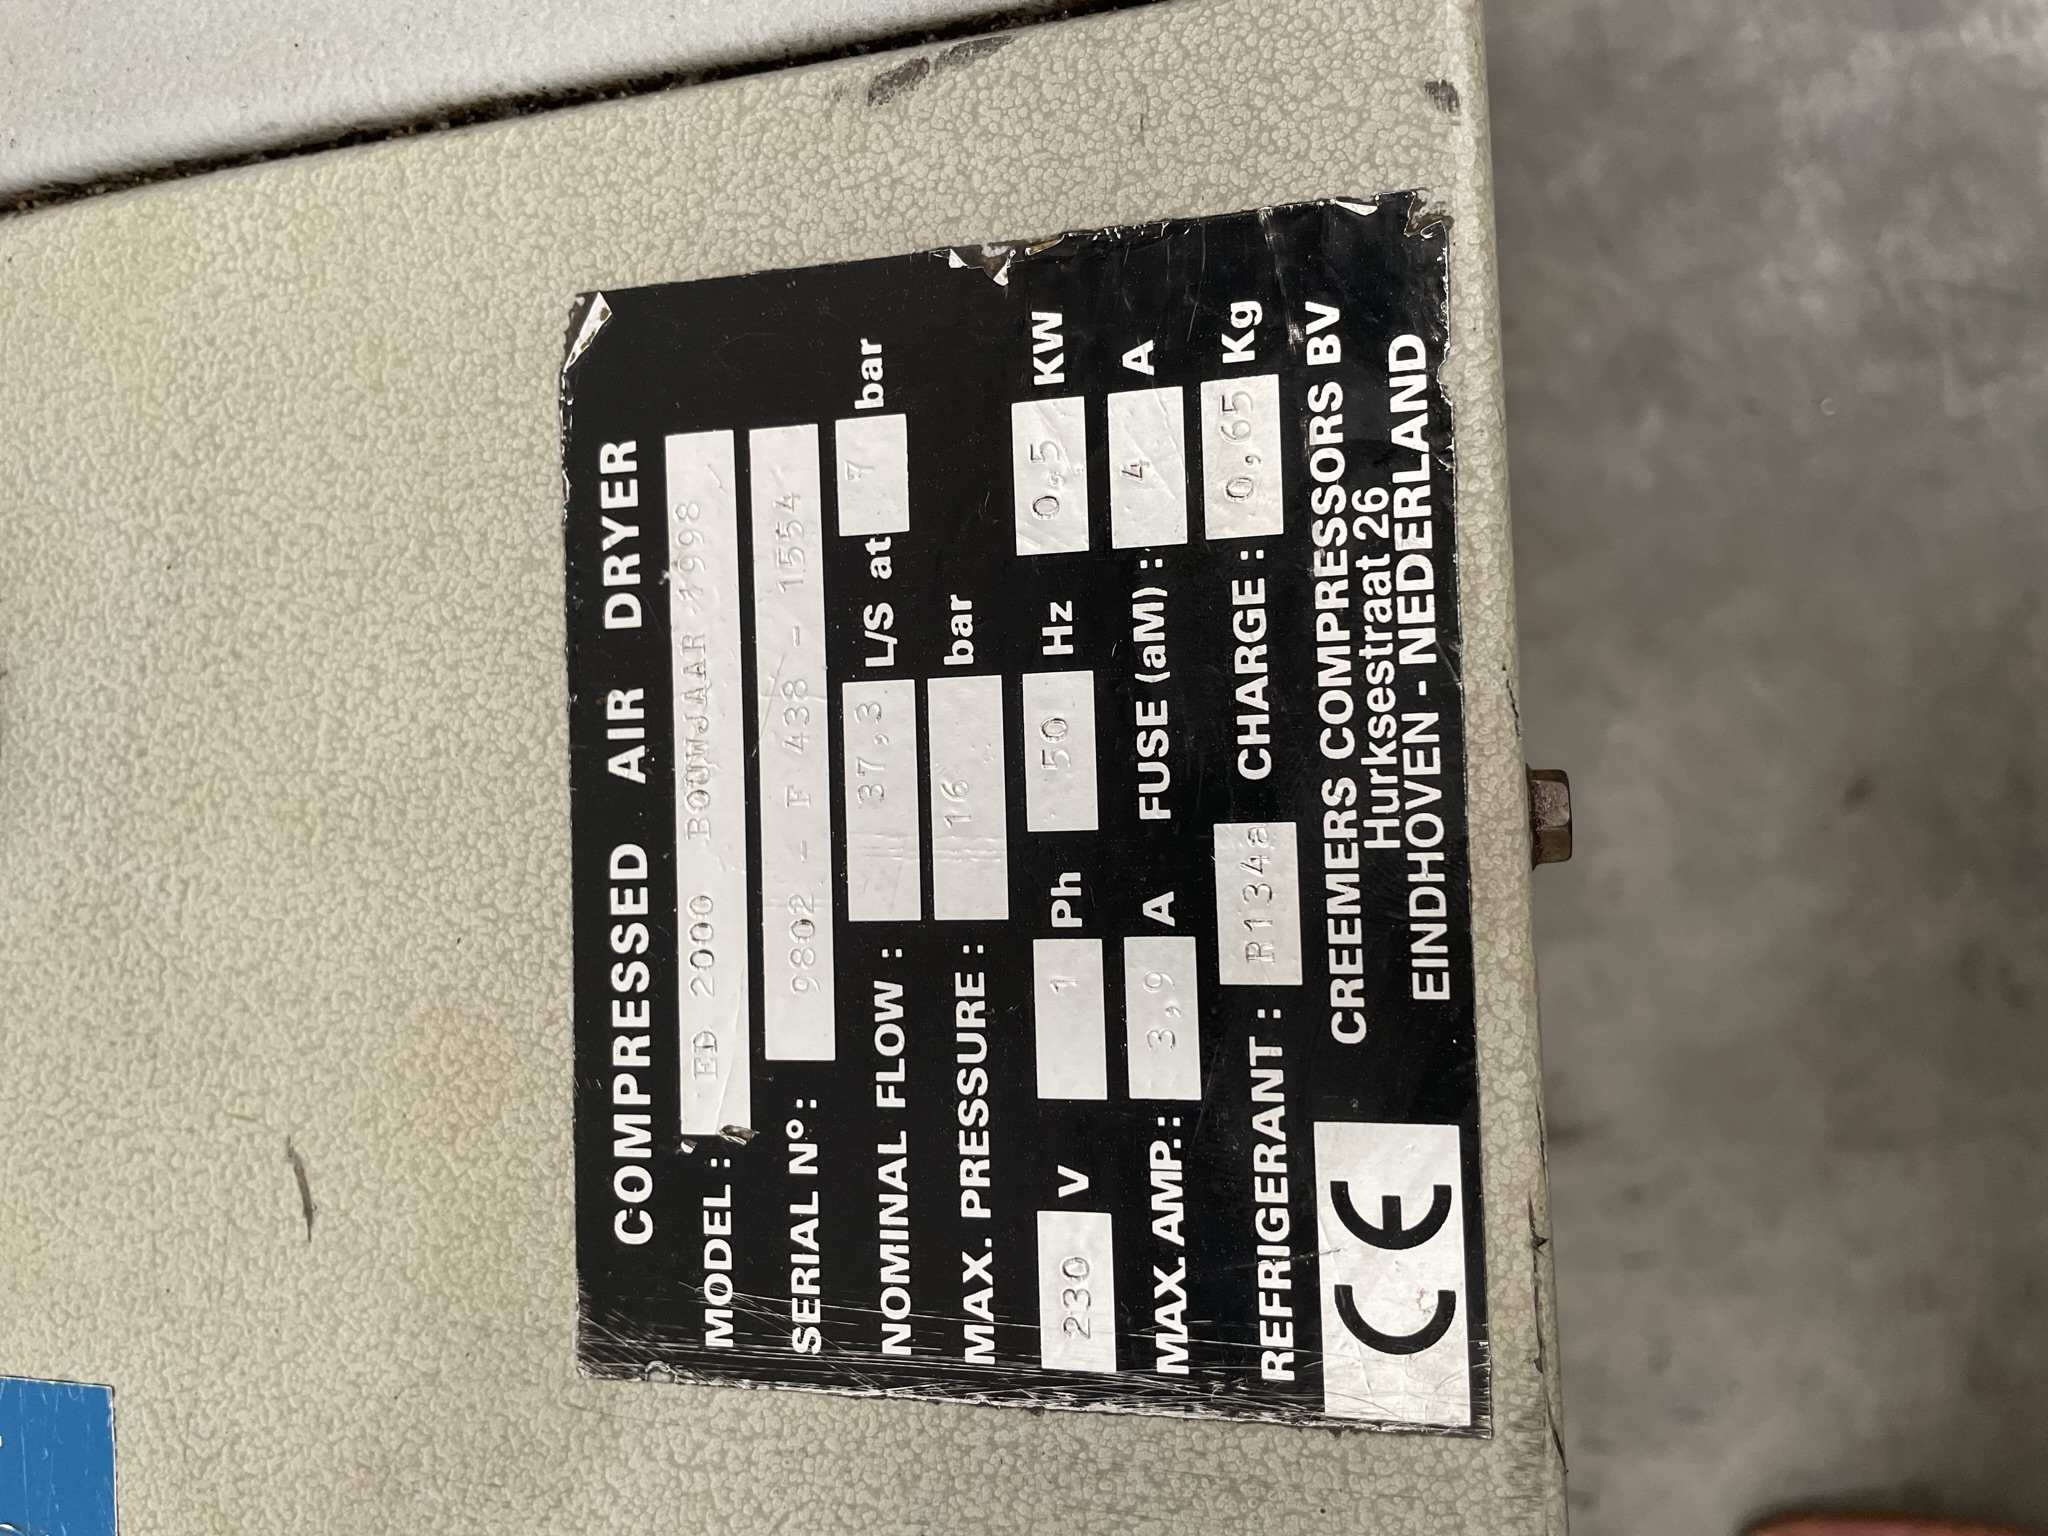 COMPRESSED AIR DRYER
MODEL : ED 2000 BOUWJAAR 1998
SERIAL Nº : 9802 - F 438 - 1554
NOMINAL FLOW : 37,3 L/S at 7 bar
MAX. PRESSURE : 16 bar
230 V 1 Ph 50 Hz 0,5 KW
MAX. AMP. : 3,9 A FUSE (aM) : 4 A
REFRIGERANT : R134a CHARGE : 0,65 Kg
CE
CREEMERS COMPRESSORS BV
Hurksestraat 26
EINDHOVEN - NEDERLAND